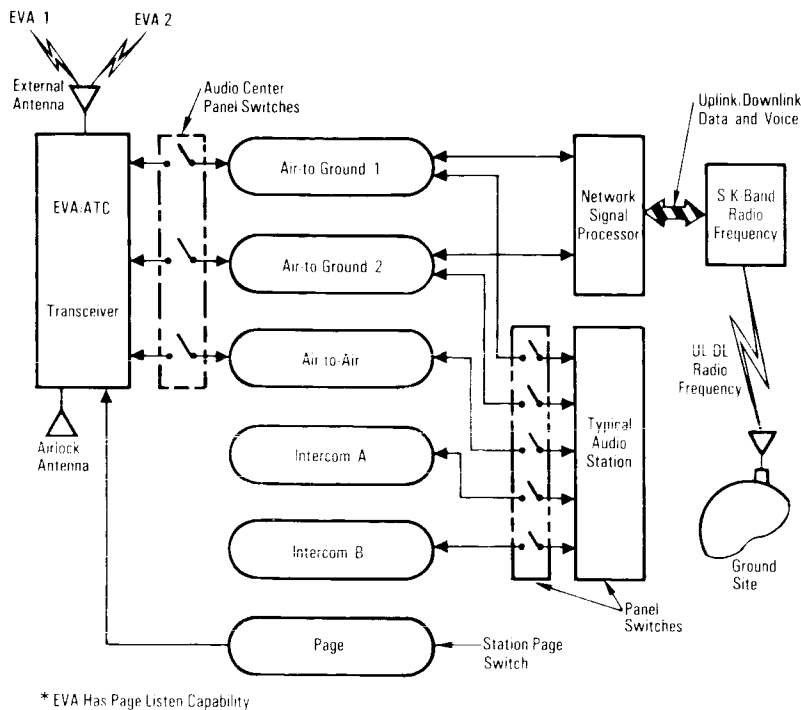 EVA 1
EVA 2
External
Antenna
Audio Center
Panel Switches
Uplink, Downlink
Data and Voice
EVA/ATC
Transceiver
Air-to Ground 1
Air-to Ground 2
Air-to-Air
Intercom A
Intercom B
Page
Network
Signal
Processor
S K-Band
Radio
Frequency
UL DL
Radio
Frequency
Typical
Audio
Station
Airlock
Antenna
Ground
Site
Panel
Switches
Station Page
Switch
* EVA Has Page Listen Capability